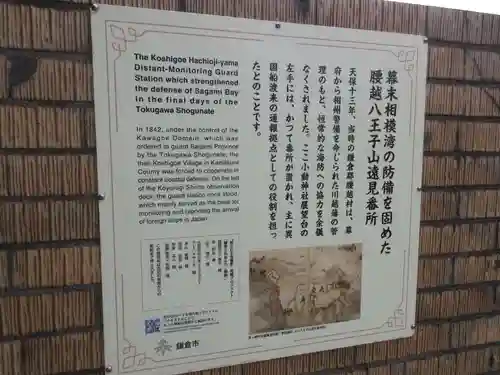 The Koshigoe Hachioji-yama
Distant-Monitoring Guard
Station which strengthened
the defense of Sagami Bay
in the final days of the
Tokugawa Shogunate
In 1842, under the control of the
Kawagoe Domain, which was
ordered to guard Sagami Province
by the Tokugawa Shogunate, the
then Koshigoe Village in Kamakura
County was forced to cooperate in
constant coastal defense. On the left
of the Koyurugi Shrine observation
deck, the guard station once stood,
which mainly served as the base for
monitoring and reporting the arrival
of foreign ships in Japan.
幕末相模湾の防備を固めた
腰越八王子山遠見番所
天保十三年、当時の鎌倉郡腰越村は、幕
府から相州警備を命じられた川越藩の管
理のもと、恒常的な海防への協力を余儀
なくされました。ここ小動神社展望台の
左手には、かつて番所が置かれ、主に異
国船渡来の通報拠点としての役割を担っ
たとのことです。
鎌倉市